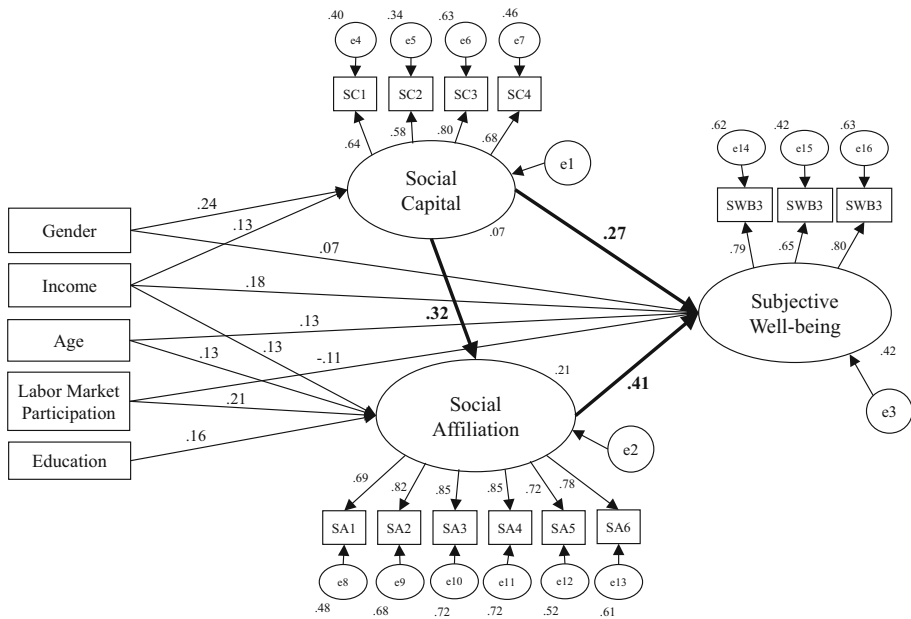 .40
.34
.63
.46
e4
e5
e6
e7
SC1
SC2
SC3
SC4
.64
.58
.80
.68
Social
Capital
.07
e1
.62
.42
.63
e14
e15
e16
SWB3
SWB3
SWB3
.79
.65
.80
Subjective
Well-being
.42
e3
Gender
Income
Age
Labor Market
Participation
Education
.24
.13
.07
.18
.13
-.11
.13
.13
.21
.16
.27
.32
.41
.21
Social
Affiliation
e2
.69
.82
.85
.85
.72
.78
SA1
SA2
SA3
SA4
SA5
SA6
e8
e9
e10
e11
e12
e13
.48
.68
.72
.72
.52
.61